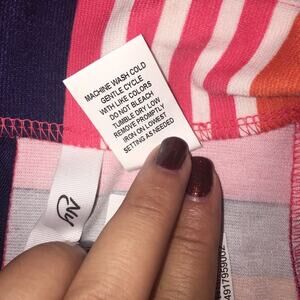 MACHINE WASH COLD
GENTLE CYCLE
WITH LIKE COLORS
DO NOT BLEACH
TUMBLE DRY LOW
REMOVE PROMPTLY
IRON ON LOWEST
SETTING AS NEEDED